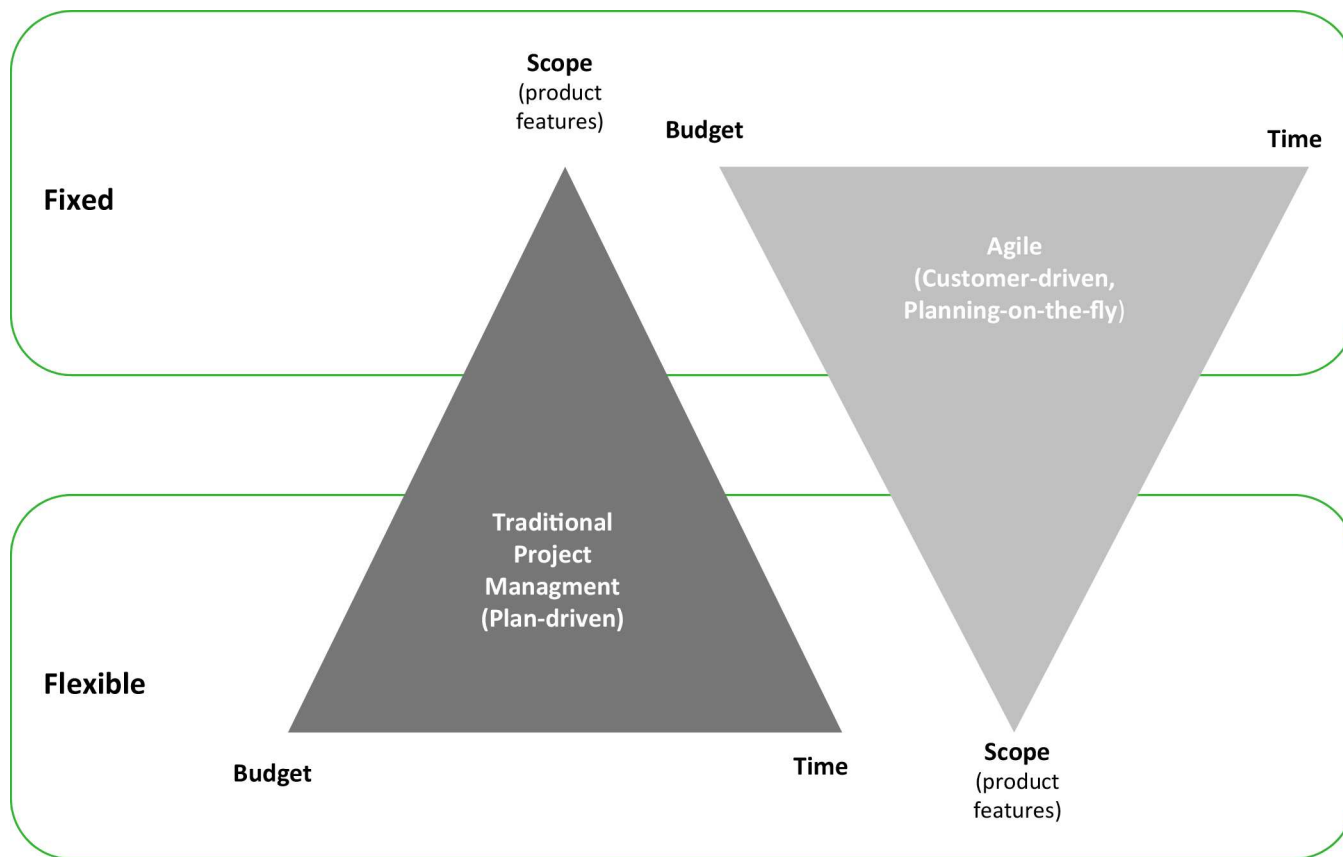 Scope
(product
features)
Budget
Time
Fixed
Agile
(Customer-driven,
Planning-on-the-fly)
Traditional
Project
Managment
(Plan-driven)
Flexible
Budget
Time
Scope
(product
features)